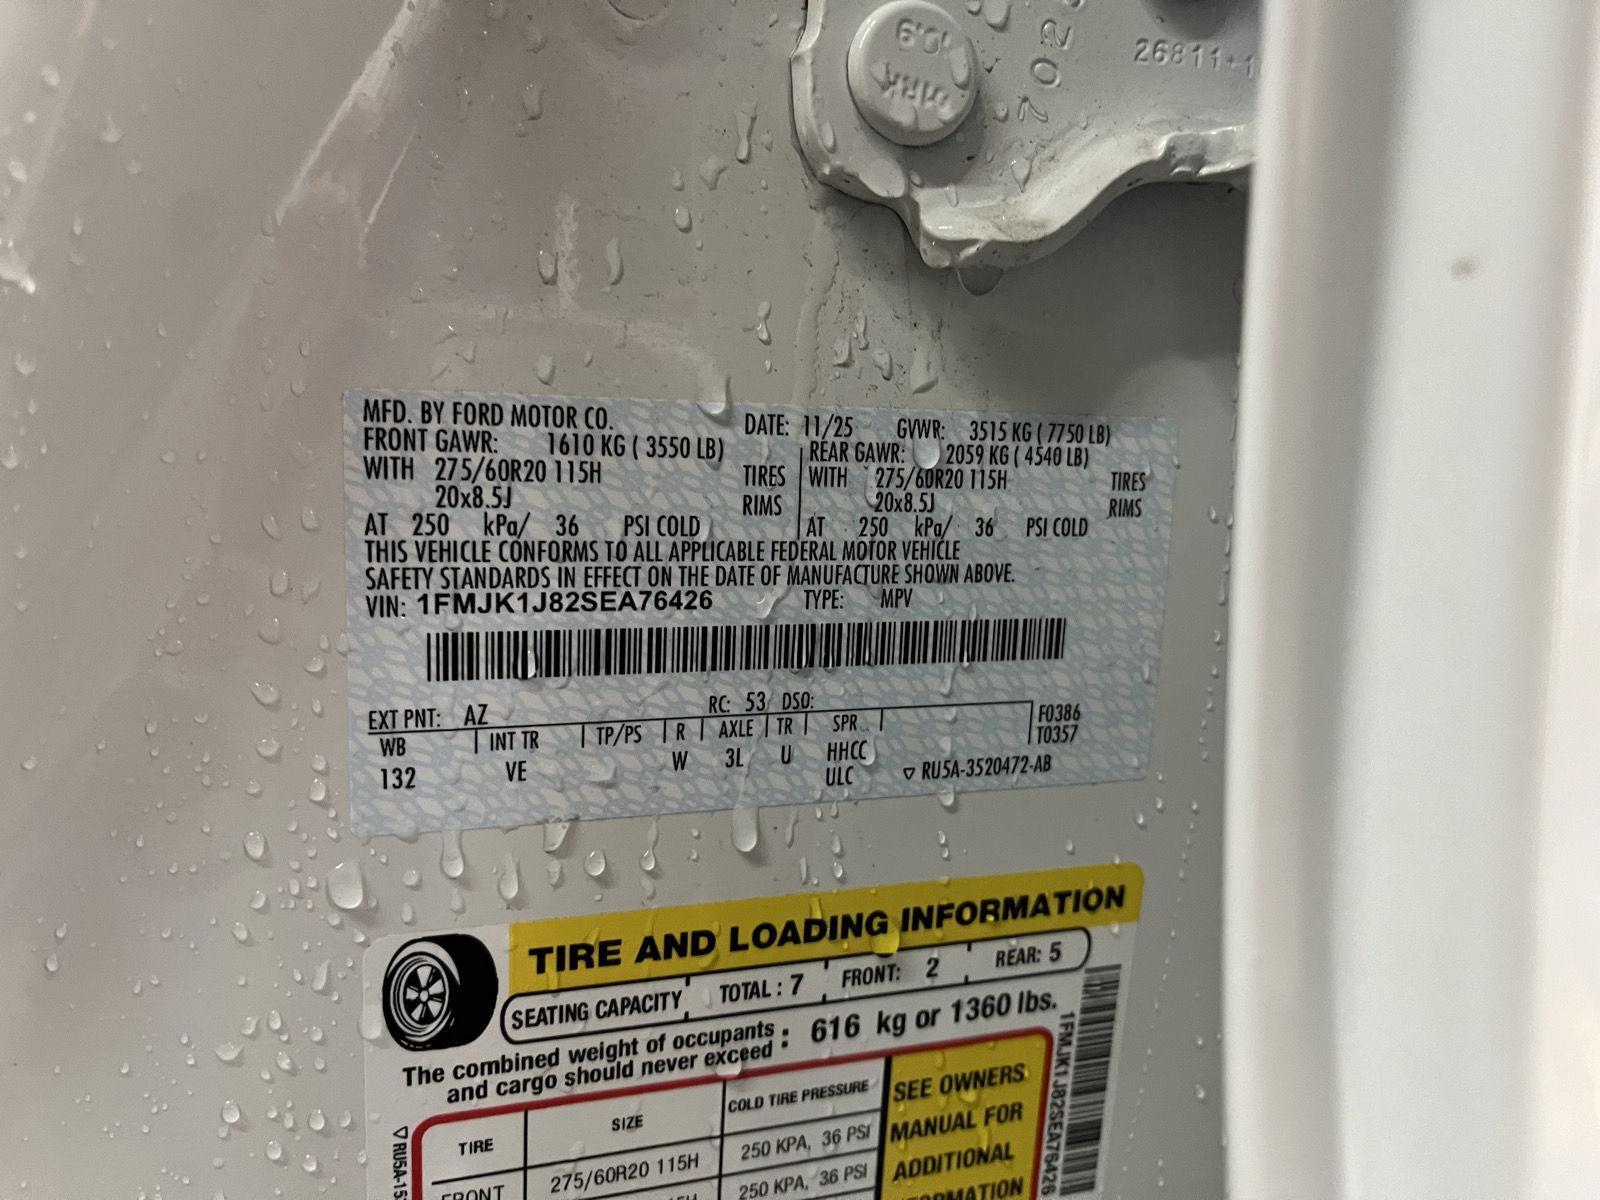 10.9
MRK
3202
26811+1
MFD. BY FORD MOTOR CO. DATE: 11/25 GVWR: 3515 KG ( 7750 LB)
FRONT GAWR: 1610 KG ( 3550 LB) REAR GAWR: 2059 KG ( 4540 LB)
WITH 275/60R20 115H TIRES WITH 275/60R20 115H TIRES
20x8.5J RIMS 20x8.5J RIMS
AT 250 kPa/ 36 PSI COLD AT 250 kPa/ 36 PSI COLD
THIS VEHICLE CONFORMS TO ALL APPLICABLE FEDERAL MOTOR VEHICLE
SAFETY STANDARDS IN EFFECT ON THE DATE OF MANUFACTURE SHOWN ABOVE.
VIN: 1FMJK1J82SEA76426 TYPE: MPV
EXT PNT: AZ RC: 53 DSO:
WB INT TR TP/PS R AXLE TR SPR F0386
T0357
132 VE W 3L U HHCC
ULC ▽ RU5A-3520472-AB
TIRE AND LOADING INFORMATION
SEATING CAPACITY TOTAL : 7 FRONT: 2 REAR: 5
The combined weight of occupants
and cargo should never exceed : 616 kg or 1360 lbs.
TIRE SIZE COLD TIRE PRESSURE SEE OWNERS
MANUAL FOR
ADDITIONAL
INFORMATION
FRONT 275/60R20 115H 250 KPA, 36 PSI
250 KPA, 36 PSI
1FMJK1J82SEA76426
▽ RU5A-15